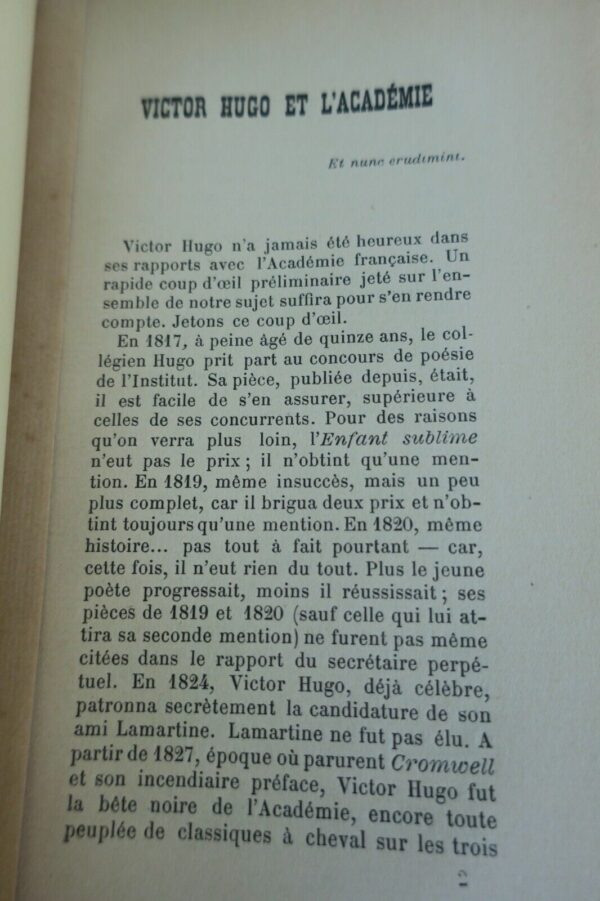 VICTOR HUGO ET L'ACADÉMIE
Et nunc erudimini.
Victor Hugo n'a jamais été heureux dans
ses rapports avec l'Académie française. Un
rapide coup d'œil préliminaire jeté sur l'en-
semble de notre sujet suffira pour s'en rendre
compte. Jetons ce coup d'œil.
En 1817, à peine âgé de quinze ans, le col-
légien Hugo prit part au concours de poésie
de l'Institut. Sa pièce, publiée depuis, était,
il est facile de s'en assurer, supérieure à
celles de ses concurrents. Pour des raisons
qu'on verra plus loin, l'Enfant sublime
n'eut pas le prix ; il n'obtint qu'une men-
tion. En 1819, même insuccès, mais un peu
plus complet, car il brigua deux prix et n'ob-
tint toujours qu'une mention. En 1820, même
histoire... pas tout à fait pourtant — car,
cette fois, il n'eut rien du tout. Plus le jeune
poète progressait, moins il réussissait ; ses
pièces de 1819 et 1820 (sauf celle qui lui at-
tira sa seconde mention) ne furent pas même
citées dans le rapport du secrétaire perpé-
tuel. En 1824, Victor Hugo, déjà célèbre,
patronna secrètement la candidature de son
ami Lamartine. Lamartine ne fut pas élu. A
partir de 1827, époque où parurent Cromwell
et son incendiaire préface, Victor Hugo fut
la bête noire de l'Académie, encore toute
peuplée de classiques à cheval sur les trois
2